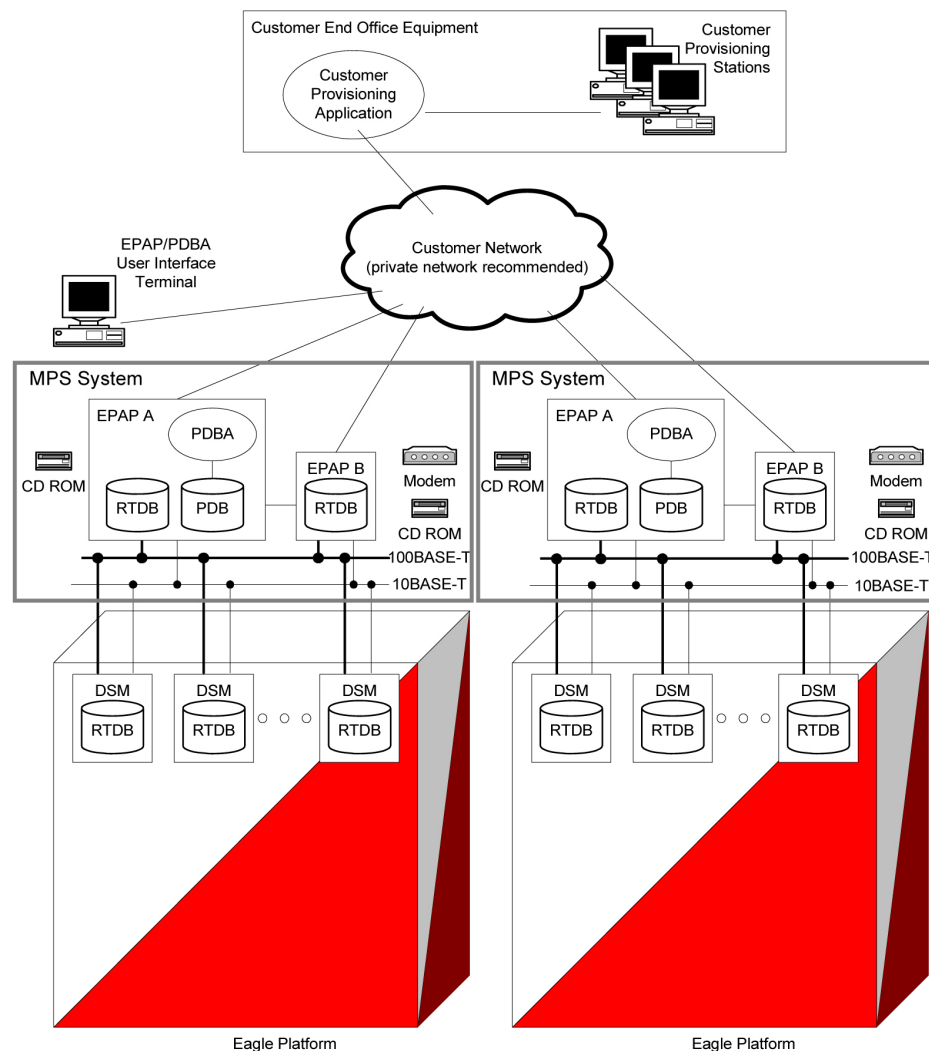 Customer End Office Equipment
Customer
Provisioning
Stations
Customer
Provisioning
Application
Customer Network
(private network recommended)
EPAP/PDBA
User Interface
Terminal
MPS System
EPAP A
PDBA
CD ROM
RTDB
PDB
EPAP B
RTDB
Modem
CD ROM
100BASE-T
10BASE-T
MPS System
EPAP A
PDBA
CD ROM
RTDB
PDB
EPAP B
RTDB
Modem
CD ROM
100BASE-T
10BASE-T
DSM
RTDB
DSM
RTDB
DSM
RTDB
DSM
RTDB
DSM
RTDB
DSM
RTDB
Eagle Platform
Eagle Platform